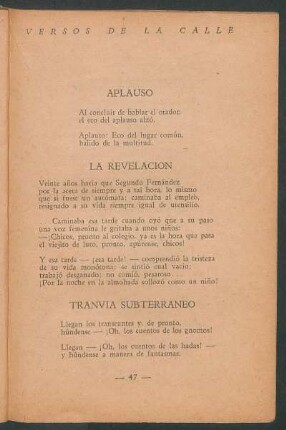 VERSOS DE LA CALLE
APLAUSO
Al concluir de hablar el orador,
el eco del aplauso alzó.
Aplauso: Eco del lugar común,
balido de la multitud.
LA REVELACION
Veinte años hacía que Segundo Fernández
por la acera de siempre y a tal hora, lo mismo
que si fuese un autómata; caminaba al empleo,
resignado a su vida siempre igual de
Caminaba esa tarde cuando oyó que a su paso
una voz femenina le gritaba a unos niños:
—¡Chicos, pronto al colegio, ya es la hora que pasa
el viejito de luto, pronto, apúrense, chicos!
Y esa tarde — ¡esa tarde! — comprendió la tristeza
de su vida monótona; se sintió cual vacío;
trabajó desganado; no comió, perezoso
¡Por la noche en la almohada sollozó como un niño!
TRANVIA SUBTERRANEO
Llegan los transeúntes y, de pronto,
húndense — ¡Oh, los cuentos de los gnomos!
Llegan — ¡Oh, los cuentos de las hadas! —
y húndense a manera de fantasmas.
— 47 —